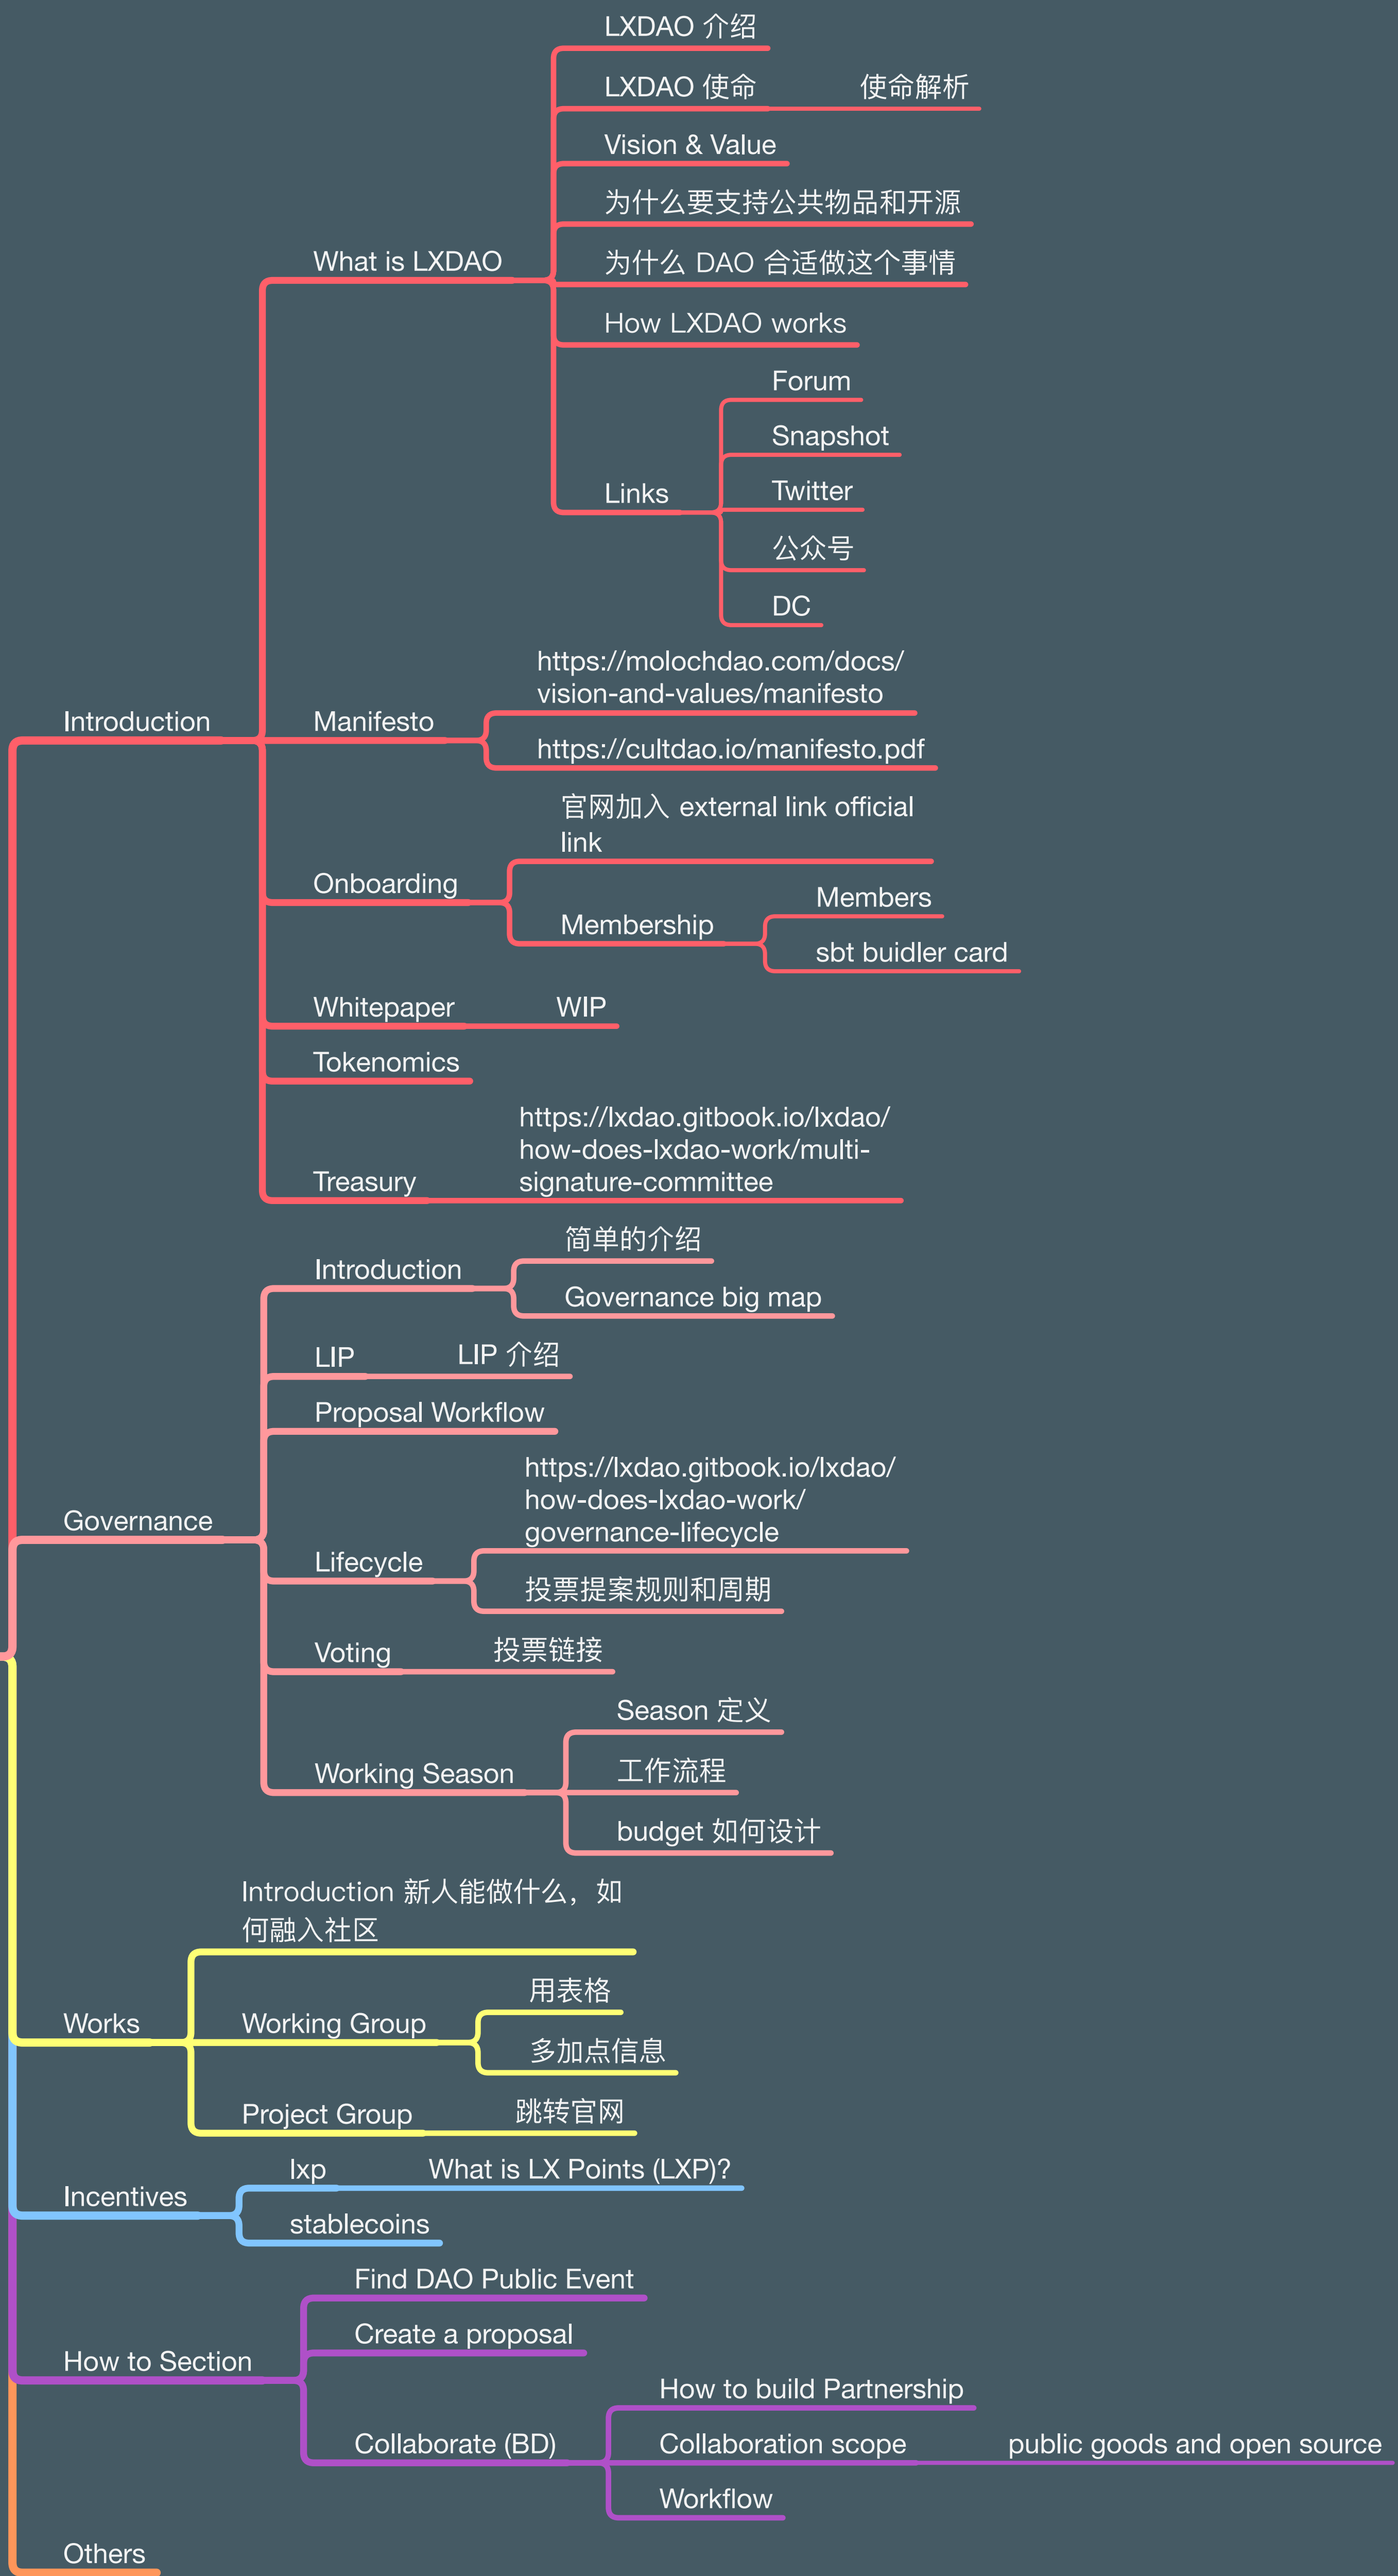 LXDAO 介绍
LXDAO 使命
使命解析
Vision & Value
为什么要支持公共物品和开源
What is LXDAO
为什么 DAO 合适做这个事情
How LXDAO works
Forum
Snapshot
Links
Twitter
公众号
DC
https://molochdao.com/docs/
vision-and-values/manifesto
Introduction
Manifesto
https://cultdao.io/manifesto.pdf
官网加入 external link official
link
Onboarding
Members
Membership
sbt buidler card
Whitepaper
WIP
Tokenomics
https://lxdao.gitbook.io/lxdao/
how-does-lxdao-work/multi-
signature-committee
Treasury
简单的介绍
Introduction
Governance big map
LIP
LIP 介绍
Proposal Workflow
https://lxdao.gitbook.io/lxdao/
how-does-lxdao-work/
governance-lifecycle
Governance
Lifecycle
投票提案规则和周期
Voting
投票链接
Season 定义
Working Season
工作流程
budget 如何设计
Introduction 新人能做什么，如
何融入社区
用表格
Works
Working Group
多加点信息
Project Group
跳转官网
lxp
What is LX Points (LXP)?
Incentives
stablecoins
Find DAO Public Event
Create a proposal
How to Section
How to build Partnership
Collaborate (BD)
Collaboration scope
public goods and open source
Workflow
Others